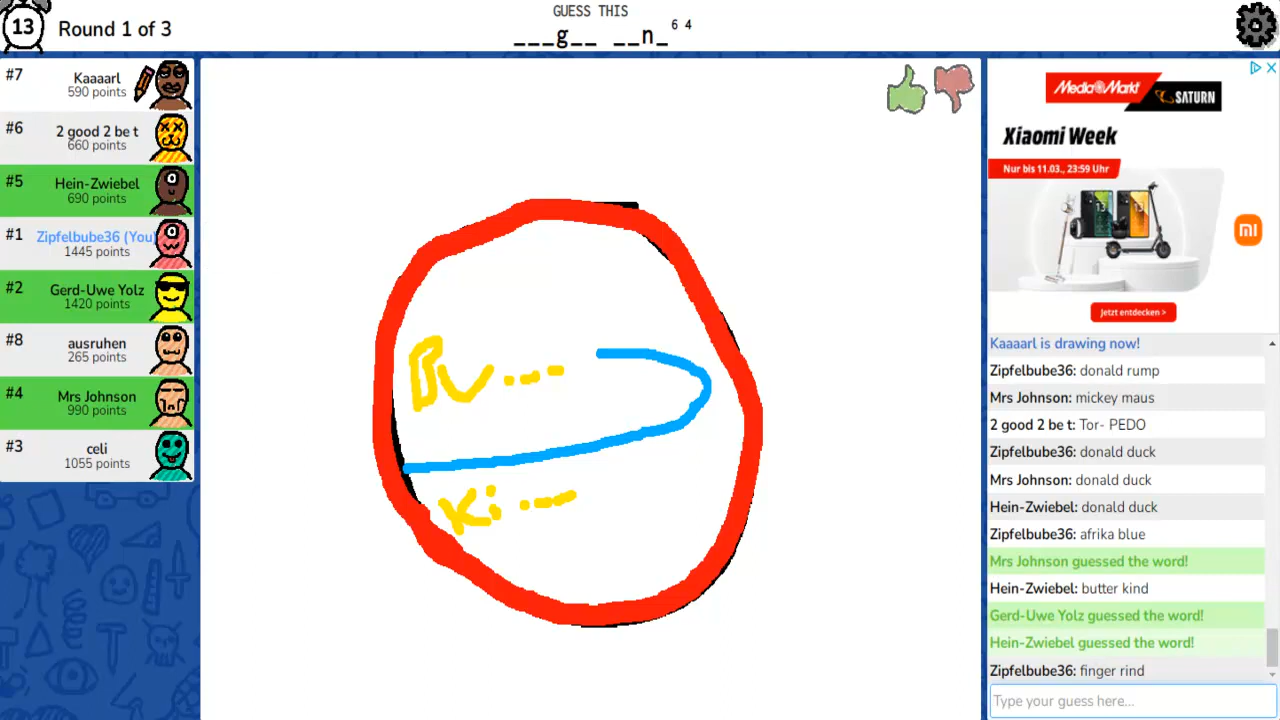 13
Round 1 of 3
GUESS THIS
___g__ __n_ 6 4
#7 Kaaaarl
590 points
#6 2 good 2 be t
660 points
#5 Hein-Zwiebel
690 points
#1 Zipfelbube36 (You)
1445 points
#2 Gerd-Uwe Yolz
1420 points
#8 ausruhen
265 points
#4 Mrs Johnson
990 points
#3 celi
1055 points
Bu...
Ki...
Media Markt
SATURN
Xiaomi Week
Nur bis 11.03., 23:59 Uhr
mi
Jetzt entdecken >
Kaaaarl is drawing now!
Zipfelbube36: donald rump
Mrs Johnson: mickey maus
2 good 2 be t: Tor- PEDO
Zipfelbube36: donald duck
Mrs Johnson: donald duck
Hein-Zwiebel: donald duck
Zipfelbube36: afrika blue
Mrs Johnson guessed the word!
Hein-Zwiebel: butter kind
Gerd-Uwe Yolz guessed the word!
Hein-Zwiebel guessed the word!
Zipfelbube36: finger rind
Type your guess here...